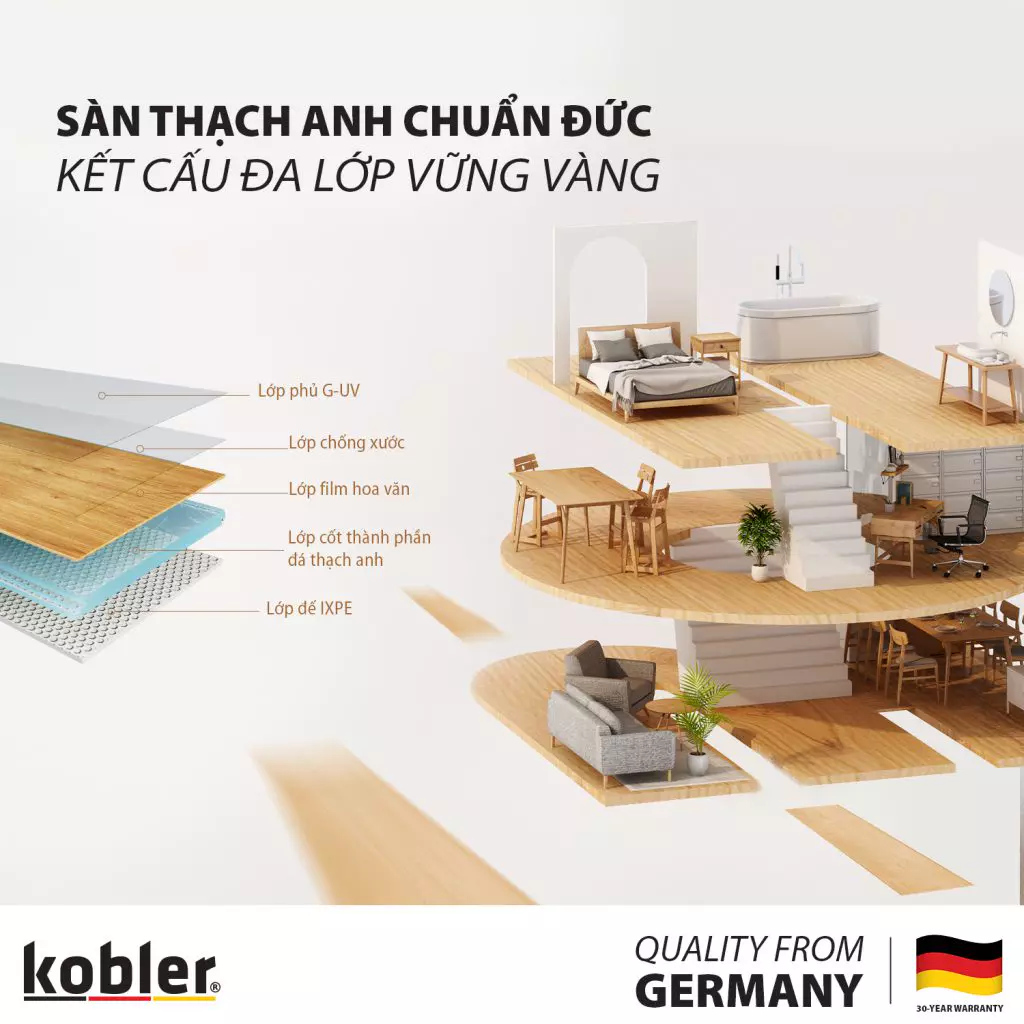 SÀN THẠCH ANH CHUẨN ĐỨC
KẾT CẤU ĐA LỚP VỮNG VÀNG
Lớp phủ G-UV
Lớp chống xước
Lớp film hoa văn
Lớp cốt thành phần
đá thạch anh
Lớp đế IXPE
kobler®
QUALITY FROM
GERMANY
30-YEAR WARRANTY